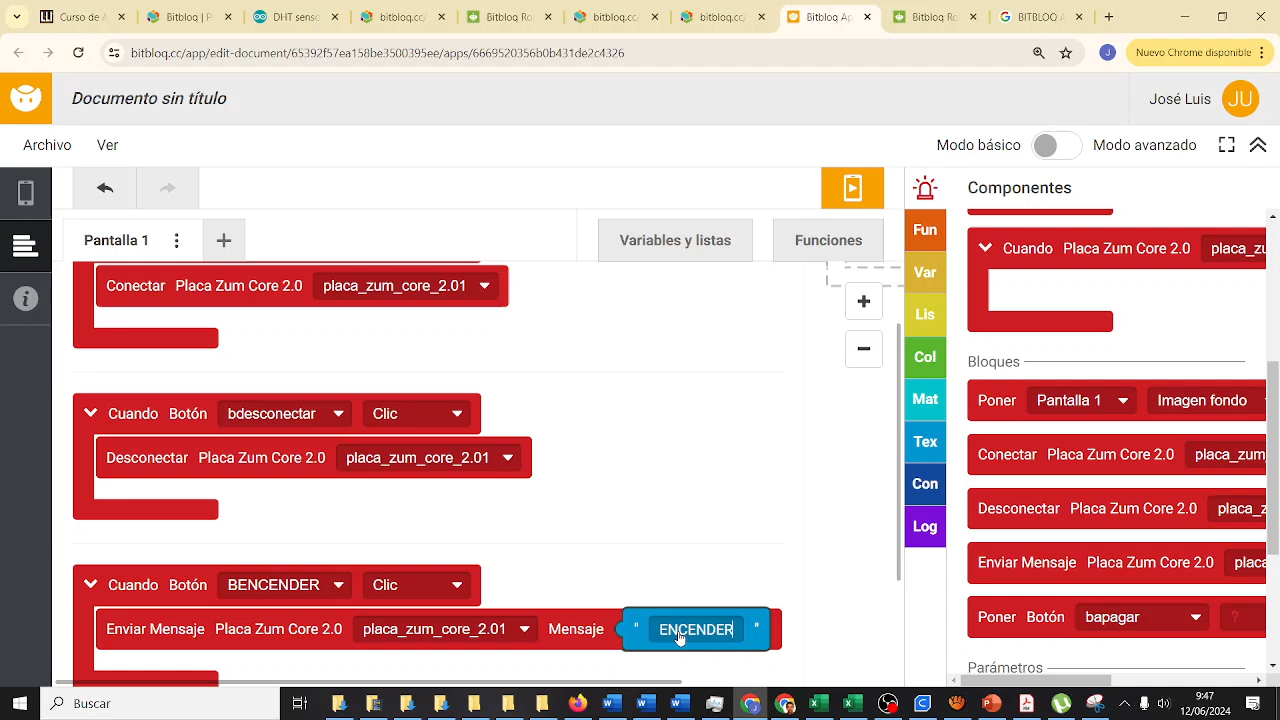 Curso de A
Bitbloq | P
DHT senso
bitbloq.cc/
Bitbloq Ro
bitbloq.cc/
bitbloq.cc/
Bitbloq Ap
Bitbloq Ro
BITBLOQ A
bitbloq.cc/app/edit-document/65392f57ea158be3500395ee/apps/666952035660b431de2c4326
J
Nuevo Chrome disponible
Documento sin título
José Luis
JU
Archivo
Ver
Modo básico
Modo avanzado
Componentes
Pantalla 1
Variables y listas
Funciones
Fun
Var
Lis
Col
Mat
Tex
Con
Log
Conectar Placa Zum Core 2.0 placa_zum_core_2.01
Cuando Botón bdesconectar Clic
Desconectar Placa Zum Core 2.0 placa_zum_core_2.01
Cuando Botón BENCENDER Clic
Enviar Mensaje Placa Zum Core 2.0 placa_zum_core_2.01 Mensaje " ENCENDER "
Cuando Placa Zum Core 2.0 placa_zu
Bloques
Poner Pantalla 1 Imagen fondo
Conectar Placa Zum Core 2.0 placa_zum
Desconectar Placa Zum Core 2.0 placa_z
Enviar Mensaje Placa Zum Core 2.0 placa
Poner Botón bapagar ?
Parámetros
Buscar
9:47
12/06/2024